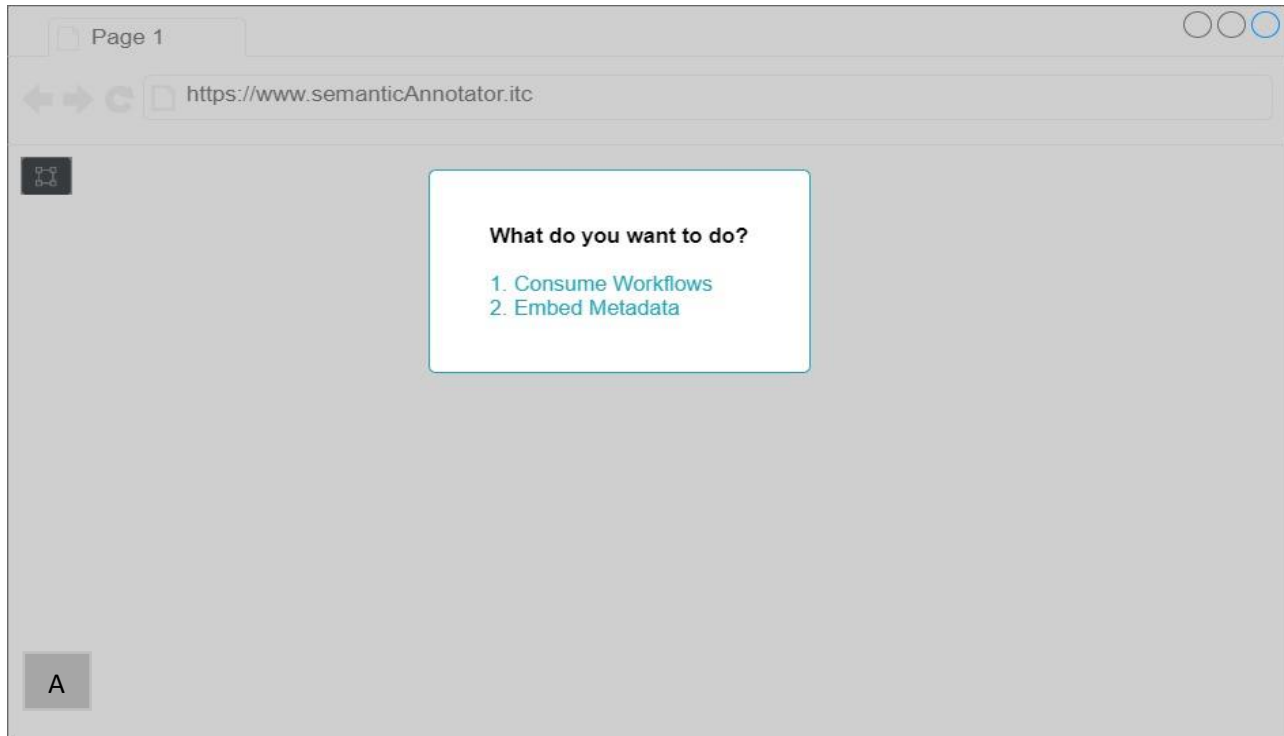 Page 1
https://www.semanticAnnotator.itc
What do you want to do?
1. Consume Workflows
2. Embed Metadata
A